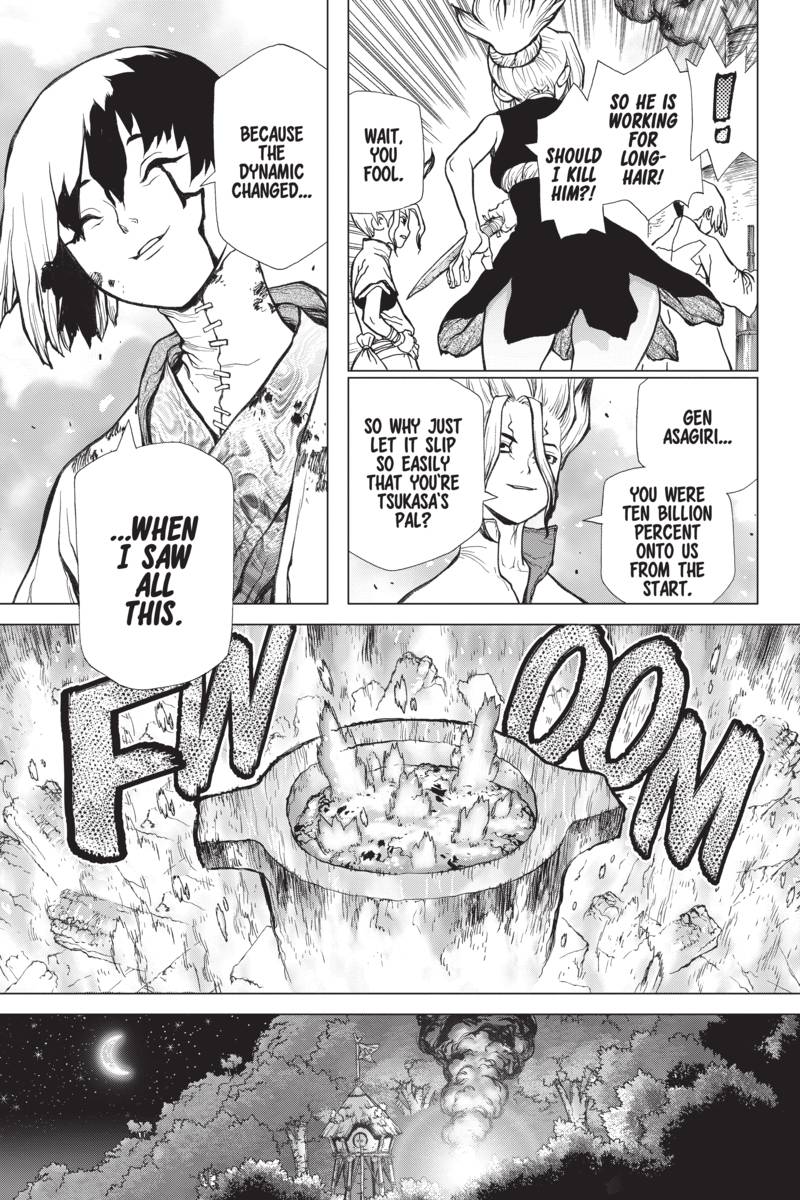 !!
SO HE IS
WORKING
FOR
LONG-
HAIR!
SHOULD
I KILL
HIM?!
WAIT,
YOU
FOOL.
GEN
ASAGIRI...
YOU WERE
TEN BILLION
PERCENT
ONTO US
FROM THE
START.
SO WHY JUST
LET IT SLIP
SO EASILY
THAT YOU'RE
TSUKASA'S
PAL?
BECAUSE
THE
DYNAMIC
CHANGED...
...WHEN
I SAW
ALL
THIS.
FWOOM